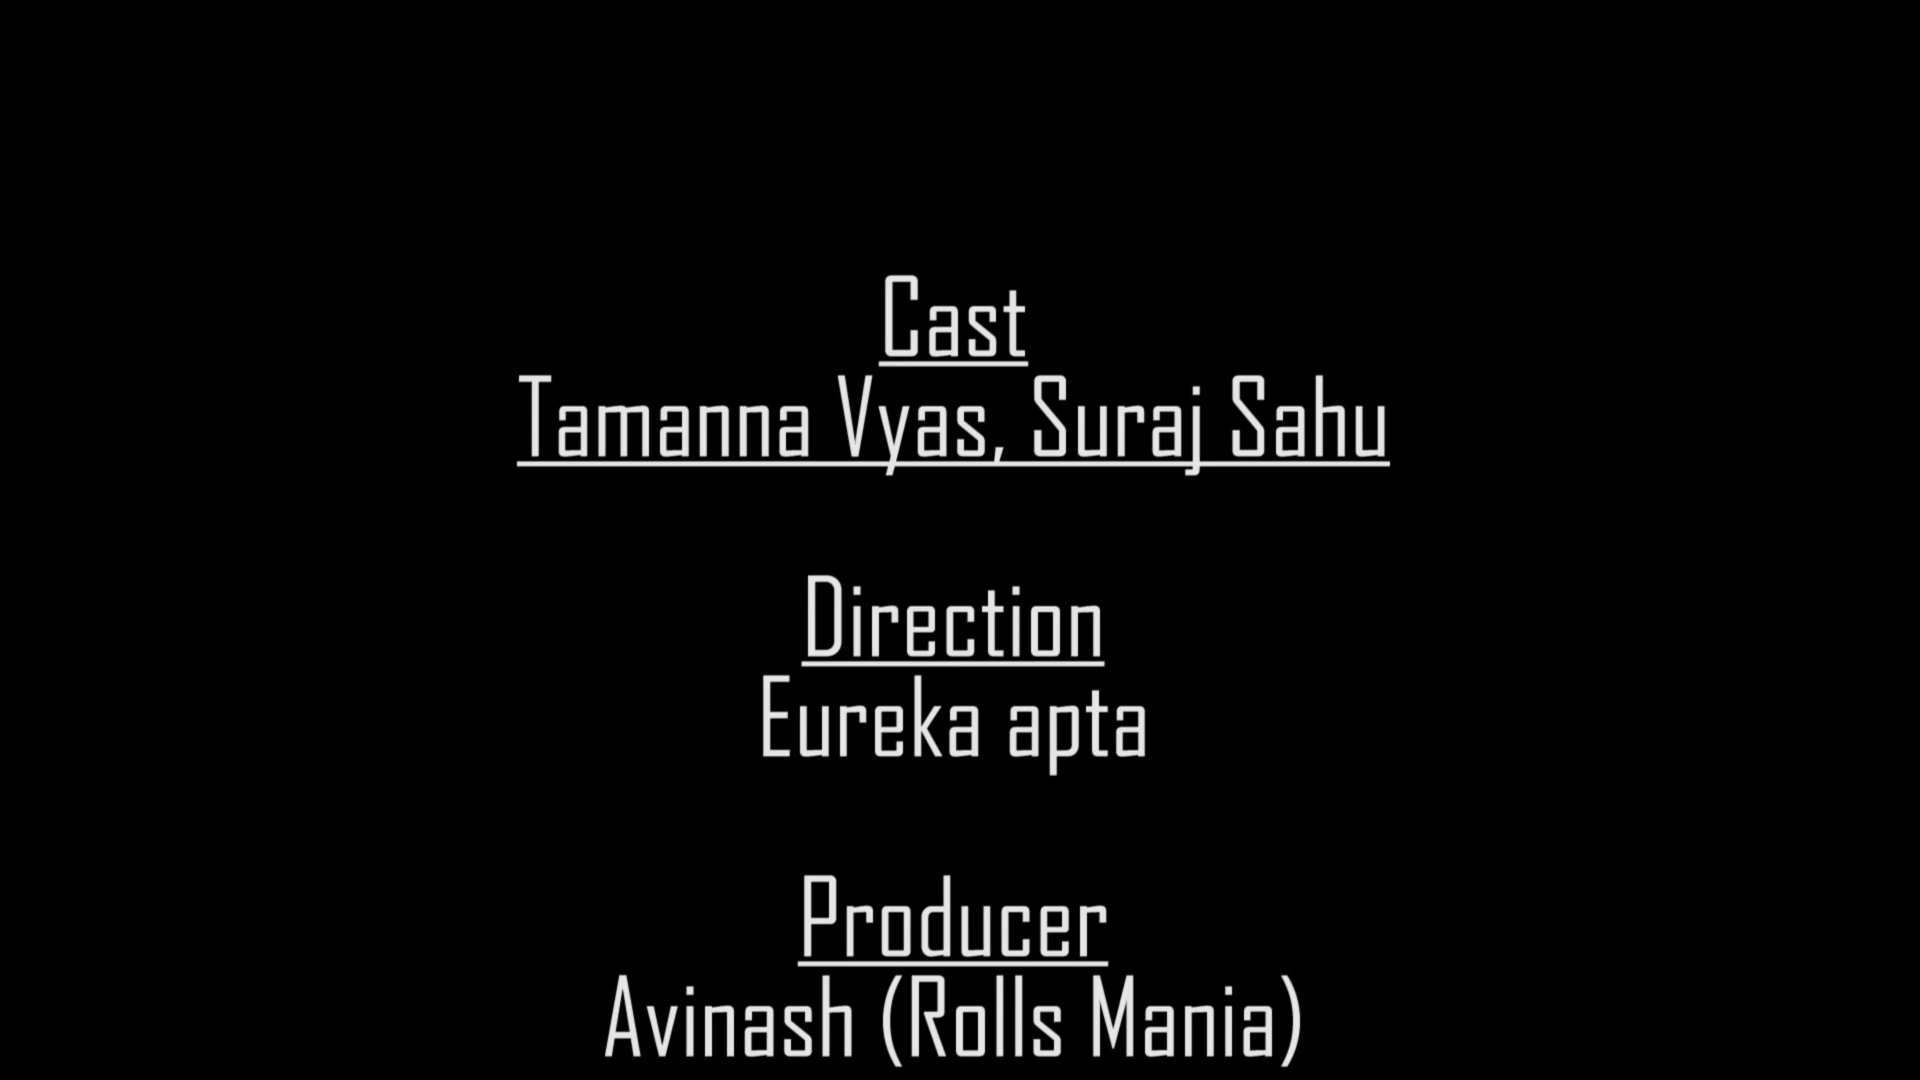 Cast
Tamanna Vyas, Suraj Sahu
Direction
Eureka apta
Producer
Avinash (Rolls Mania)